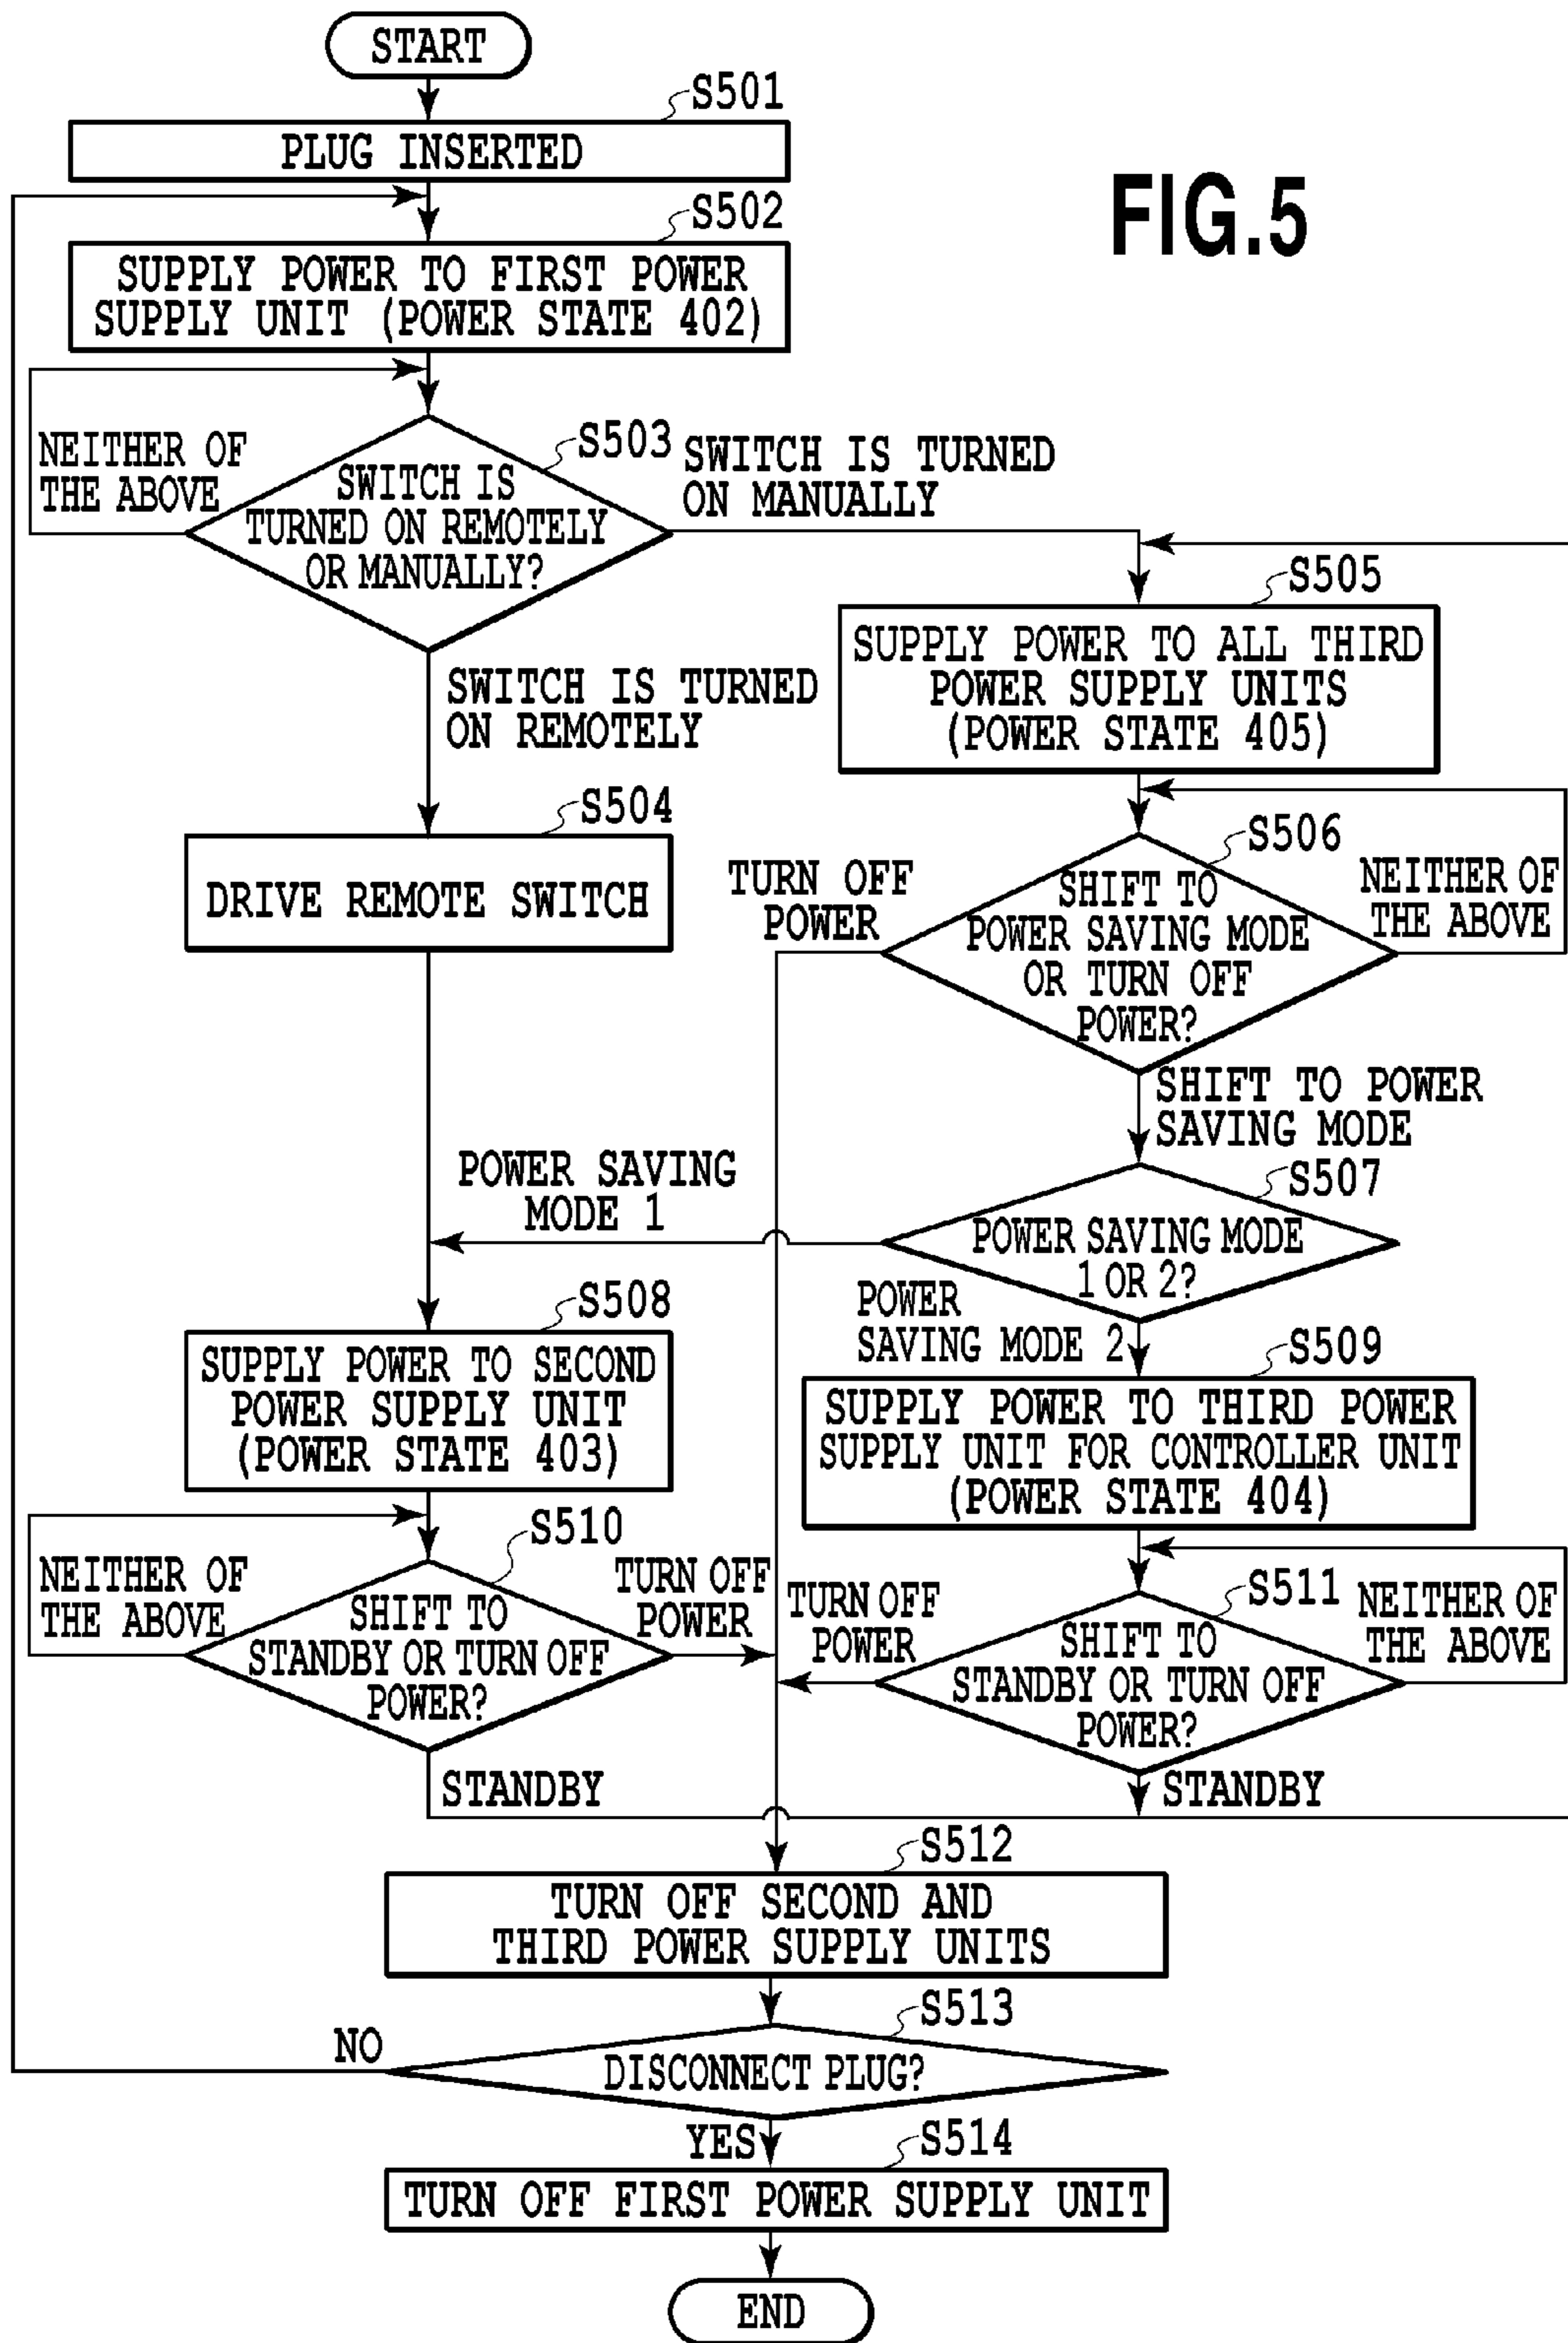 START
S501
PLUG INSERTED
S502
FIG.5
SUPPLY POWER TO FIRST POWER
SUPPLY UNIT (POWER STATE 402)
NEITHER OF
THE ABOVE
S503
SWITCH IS
TURNED ON REMOTELY
OR MANUALLY?
SWITCH IS TURNED
ON MANUALLY
SWITCH IS TURNED
ON REMOTELY
S505
SUPPLY POWER TO ALL THIRD
POWER SUPPLY UNITS
(POWER STATE 405)
S504
DRIVE REMOTE SWITCH
S506
TURN OFF
POWER
SHIFT TO
POWER SAVING MODE
OR TURN OFF
POWER?
NEITHER OF
THE ABOVE
SHIFT TO POWER
SAVING MODE
S507
POWER SAVING
MODE 1
POWER SAVING MODE
1 OR 2?
POWER
SAVING MODE 2
S508
SUPPLY POWER TO SECOND
POWER SUPPLY UNIT
(POWER STATE 403)
S509
SUPPLY POWER TO THIRD POWER
SUPPLY UNIT FOR CONTROLLER UNIT
(POWER STATE 404)
S510
NEITHER OF
THE ABOVE
SHIFT TO
STANDBY OR TURN OFF
POWER?
TURN OFF
POWER
STANDBY
S511
TURN OFF
POWER
SHIFT TO
STANDBY OR TURN OFF
POWER?
NEITHER OF
THE ABOVE
STANDBY
S512
TURN OFF SECOND AND
THIRD POWER SUPPLY UNITS
S513
NO
DISCONNECT PLUG?
YES
S514
TURN OFF FIRST POWER SUPPLY UNIT
END